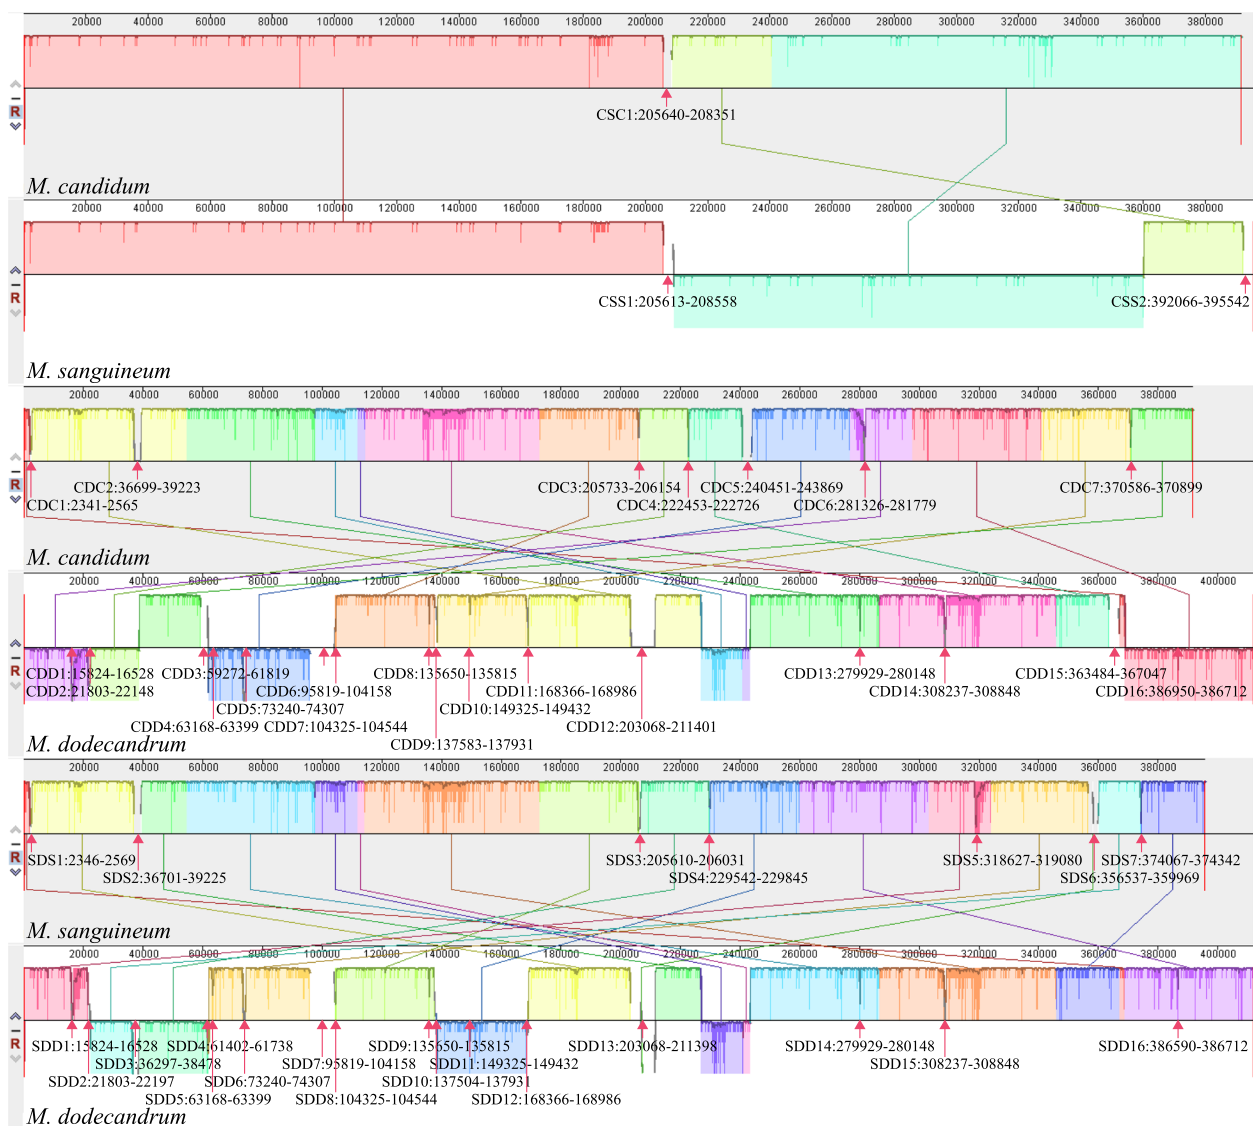 20000 40000 60000 80000 100000 120000 140000 160000 180000 200000 220000 240000 260000 280000 300000 320000 340000 360000 380000
R
CSC1:205640-208351
M. candidum
20000 40000 60000 80000 100000 120000 140000 160000 180000 200000 220000 240000 260000 280000 300000 320000 340000 360000 380000
R
CSS1:205613-208558 CSS2:392066-395542
M. sanguineum
20000 40000 60000 80000 100000 120000 140000 160000 180000 200000 220000 240000 260000 280000 300000 320000 340000 360000 380000
R
CDC2:36699-39223 CDC3:205733-206154 CDC5:240451-243869 CDC7:370586-370899
CDC1:2341-2565 CDC4:222453-222726 CDC6:281326-281779
M. candidum
20000 40000 60000 80000 100000 120000 140000 160000 180000 200000 220000 240000 260000 280000 300000 320000 340000 360000 380000 400000
R
CDD1:15824-16528 CDD3:59272-61819 CDD8:135650-135815 CDD13:279929-280148 CDD15:363484-367047
CDD2:21803-22148 CDD6:95819-104158 CDD11:168366-168986 CDD14:308237-308848 CDD16:386950-386712
CDD5:73240-74307 CDD10:149325-149432
CDD4:63168-63399 CDD7:104325-104544 CDD12:203068-211401
CDD9:137583-137931
M. dodecandrum
20000 40000 60000 80000 100000 120000 140000 160000 180000 200000 220000 240000 260000 280000 300000 320000 340000 360000 380000
R
SDS1:2346-2569 SDS3:205610-206031 SDS5:318627-319080 SDS7:374067-374342
SDS2:36701-39225 SDS4:229542-229845 SDS6:356537-359969
M. sanguineum
20000 40000 60000 80000 100000 120000 140000 160000 180000 200000 220000 240000 260000 280000 300000 320000 340000 360000 380000 400000
R
SDD1:15824-16528 SDD4:61402-61738 SDD9:135650-135815 SDD13:203068-211398 SDD14:279929-280148 SDD16:386590-386712
SDD3:36297-38478 SDD7:95819-104158 SDD11:149325-149432 SDD15:308237-308848
SDD2:21803-22197 SDD6:73240-74307 SDD10:137504-137931
SDD5:63168-63399 SDD8:104325-104544 SDD12:168366-168986
M. dodecandrum